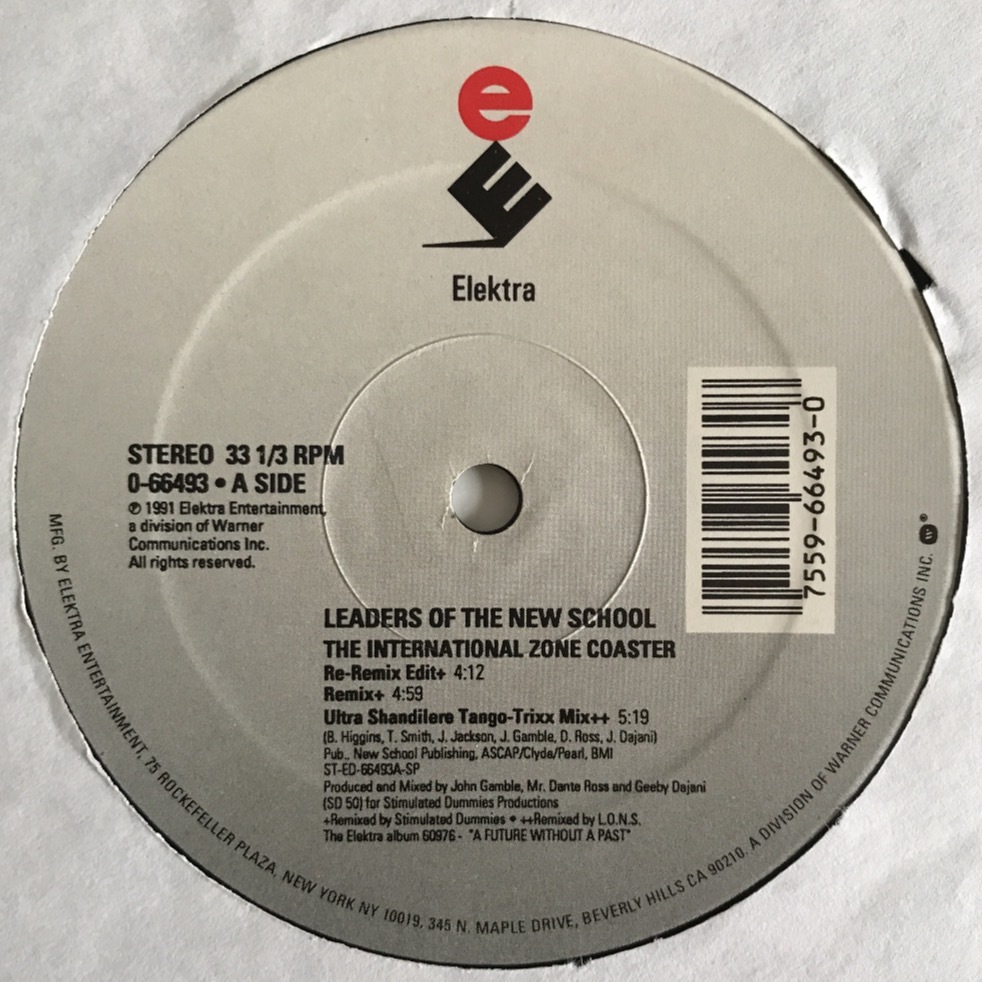 e
E
Elektra
STEREO 33 1/3 RPM
0-66493 • A SIDE
℗ 1991 Elektra Entertainment,
a division of Warner
Communications Inc.
All rights reserved.
7559-66493-0
LEADERS OF THE NEW SCHOOL
THE INTERNATIONAL ZONE COASTER
Re-Remix Edit+ 4:12
Remix+ 4:59
Ultra Shandilere Tango-Trixx Mix++ 5:19
(B. Higgins, T. Smith, J. Jackson, J. Gamble, D. Ross, J. Dajani)
Pub., New School Publishing, ASCAP/Clyde/Pearl, BMI
ST-ED-66493A-SP
Produced and Mixed by John Gamble, Mr. Dante Ross and Geeby Dajani
(SD 50) for Stimulated Dummies Productions
+Remixed by Stimulated Dummies • ++Remixed by L.O.N.S.
The Elektra album 60976 - "A FUTURE WITHOUT A PAST"
MFG. BY ELEKTRA ENTERTAINMENT, 75 ROCKEFELLER PLAZA, NEW YORK NY 10019, 345 N. MAPLE DRIVE, BEVERLY HILLS CA 90210. A DIVISION OF WARNER COMMUNICATIONS INC. W ®